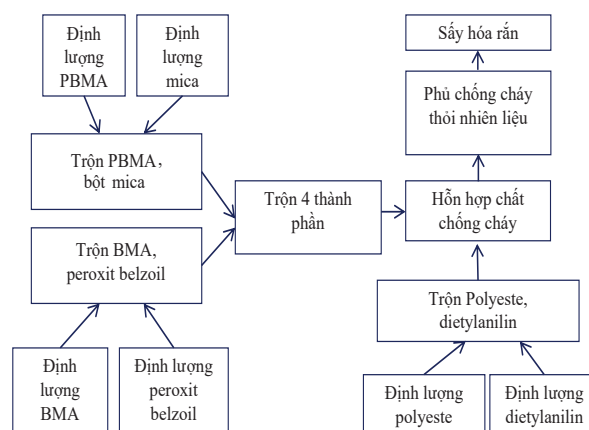 Định
lượng
PBMA
Định
lượng
mica
Trộn PBMA,
bột mica
Trộn BMA,
peroxit belzoil
Định
lượng
BMA
Định lượng
peroxit
belzoil
Trộn 4 thành
phần
Sấy hóa rắn
Phủ chống cháy
thỏi nhiên liệu
Hỗn hợp chất
chống cháy
Trộn Polyeste,
dietylanilin
Định lượng
polyeste
Định lượng
dietylanilin